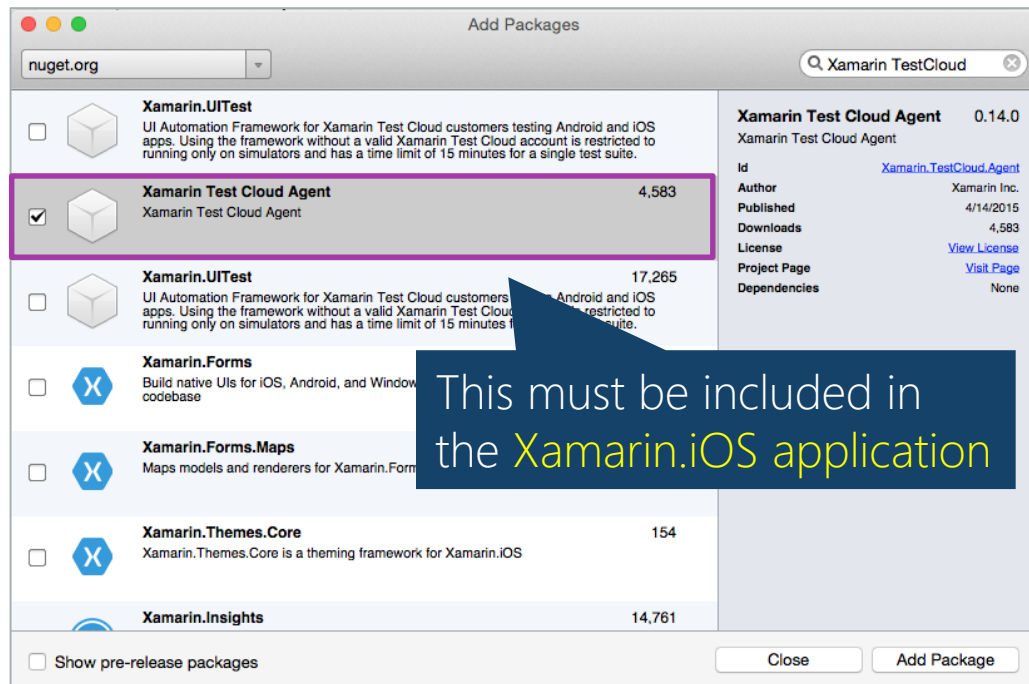 Add Packages
nuget.org
Xamarin TestCloud
Xamarin.UITest
UI Automation Framework for Xamarin Test Cloud customers testing Android and iOS
apps. Using the framework without a valid Xamarin Test Cloud account is restricted to
running only on simulators and has a time limit of 15 minutes for a single test suite.
Xamarin Test Cloud Agent 4,583
Xamarin Test Cloud Agent
Xamarin.UITest 17,265
UI Automation Framework for Xamarin Test Cloud customers Android and iOS
apps. Using the framework without a valid Xamarin Test Cloud restricted to
running only on simulators and has a time limit of 15 minutes suite.
Xamarin.Forms
Build native UIs for iOS, Android, and Window
codebase
Xamarin.Forms.Maps
Maps models and renderers for Xamarin.Form
Xamarin.Themes.Core 154
Xamarin.Themes.Core is a theming framework for Xamarin.iOS
Xamarin.Insights 14,761
Xamarin Test Cloud Agent 0.14.0
Xamarin Test Cloud Agent
Id Xamarin.TestCloud.Agent
Author Xamarin Inc.
Published 4/14/2015
Downloads 4,583
License View License
Project Page Visit Page
Dependencies None
This must be included in
the Xamarin.iOS application
Show pre-release packages
Close
Add Package